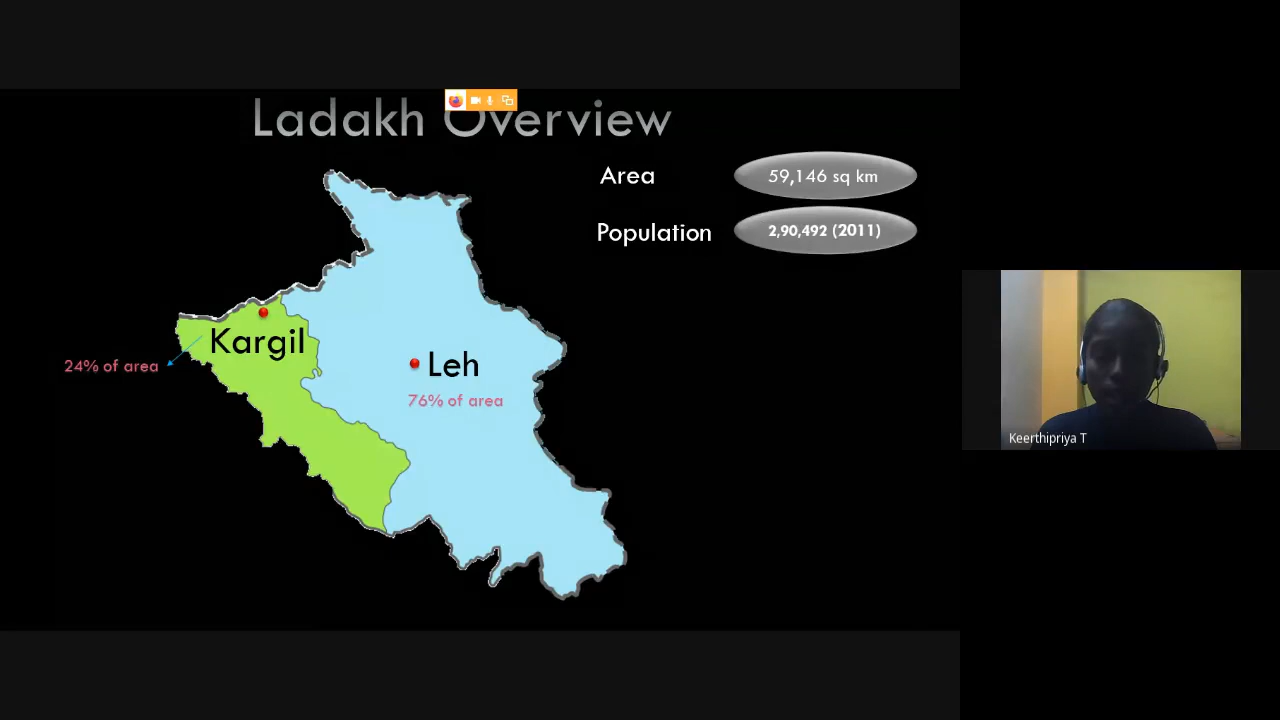 Ladakh Overview
Area
59,146 sq km
Population
2,90,492 (2011)
Kargil
24% of area
Leh
76% of area
Keerthipriya T